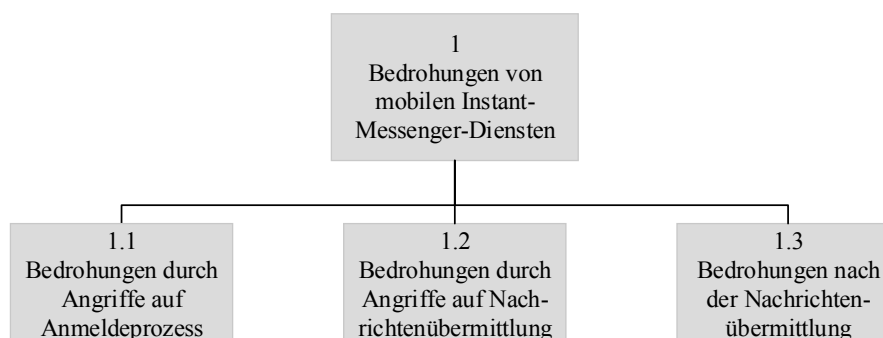 1
Bedrohungen von
mobilen Instant-
Messenger-Diensten
1.1
Bedrohungen durch
Angriffe auf
Anmeldeprozess
1.2
Bedrohungen durch
Angriffe auf Nach-
richtenübermittlung
1.3
Bedrohungen nach
der Nachrichten-
übermittlung